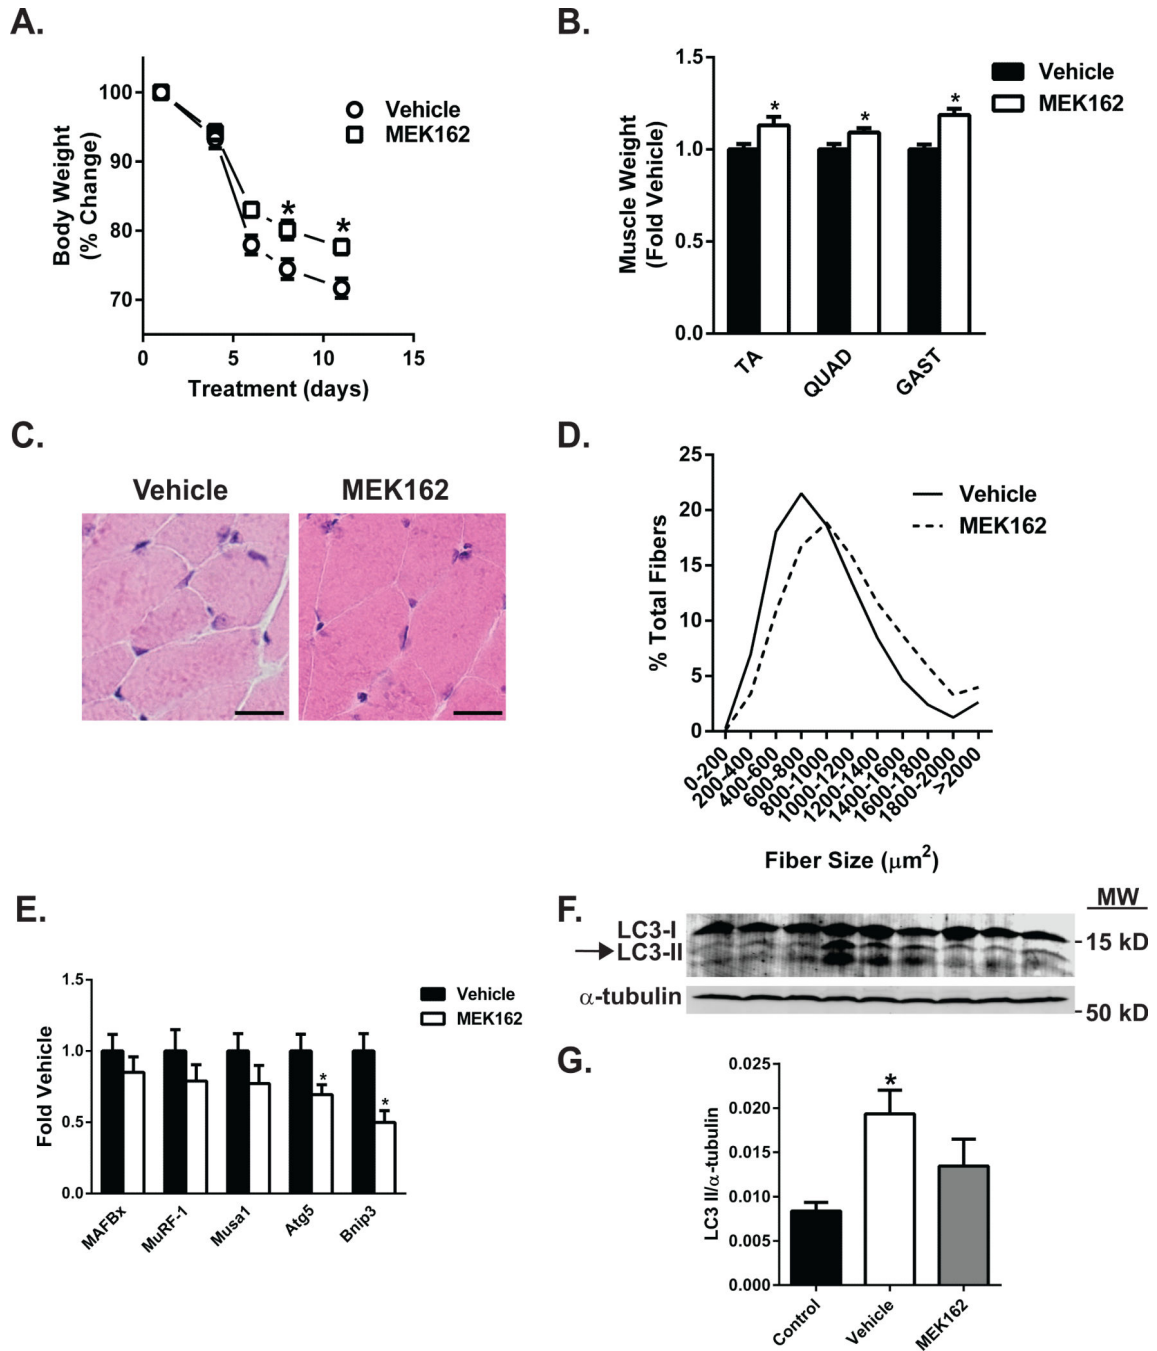 A.
Body Weight
(% Change)
100
90
80
70
0
5
10
15
Treatment (days)
Vehicle
MEK162
*
*
B.
Muscle Weight
(Fold Vehicle)
1.5
1.0
0.5
0.0
*
*
*
TA
QUAD
GAST
Vehicle
MEK162
C.
Vehicle
MEK162
D.
% Total Fibers
25
20
15
10
5
0
Vehicle
MEK162
0-200
200-400
400-600
600-800
800-1000
1000-1200
1200-1400
1400-1600
1600-1800
1800-2000
>2000
Fiber Size (μm²)
E.
Fold Vehicle
1.5
1.0
0.5
0.0
Vehicle
MEK162
*
*
MAFBx
MuRF-1
Musa1
Atg5
Bnip3
F.
MW
LC3-I
LC3-II
15 kD
α-tubulin
50 kD
G.
LC3 II/α-tubulin
0.025
0.020
0.015
0.010
0.005
0.000
*
Control
Vehicle
MEK162